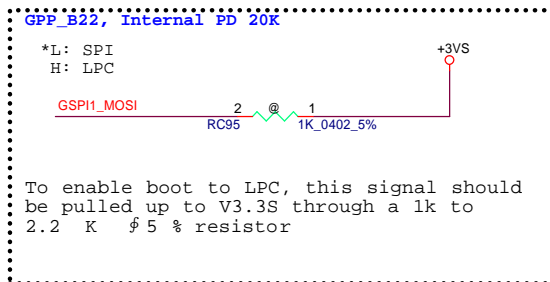 GPP_B22, Internal PD 20K
*L: SPI
H: LPC
+3VS
GSPI1_MOSI
2 @ 1
RC95 1K_0402_5%
To enable boot to LPC, this signal should
be pulled up to V3.3S through a 1k to
2.2 K ∮5 % resistor